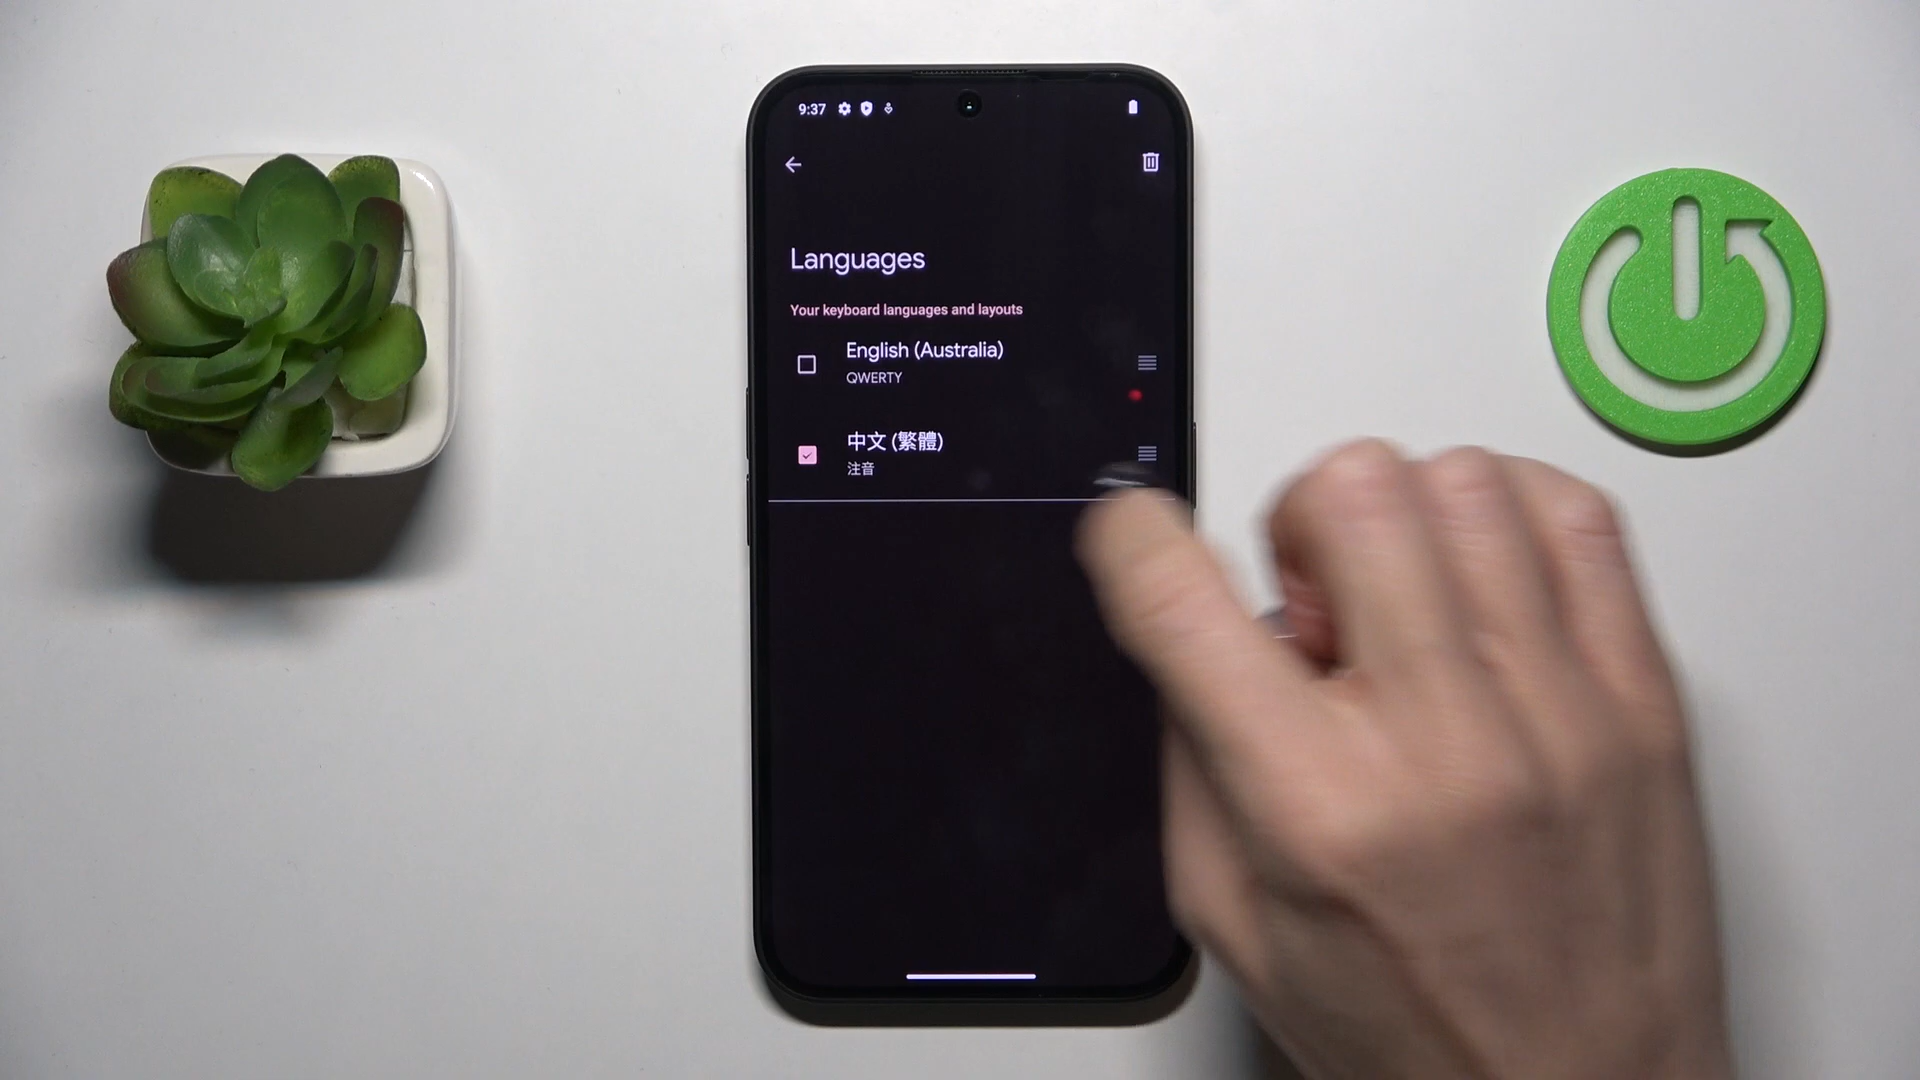 9:37
Languages
Your keyboard languages and layouts
English (Australia)
QWERTY
中文 (繁體)
注音